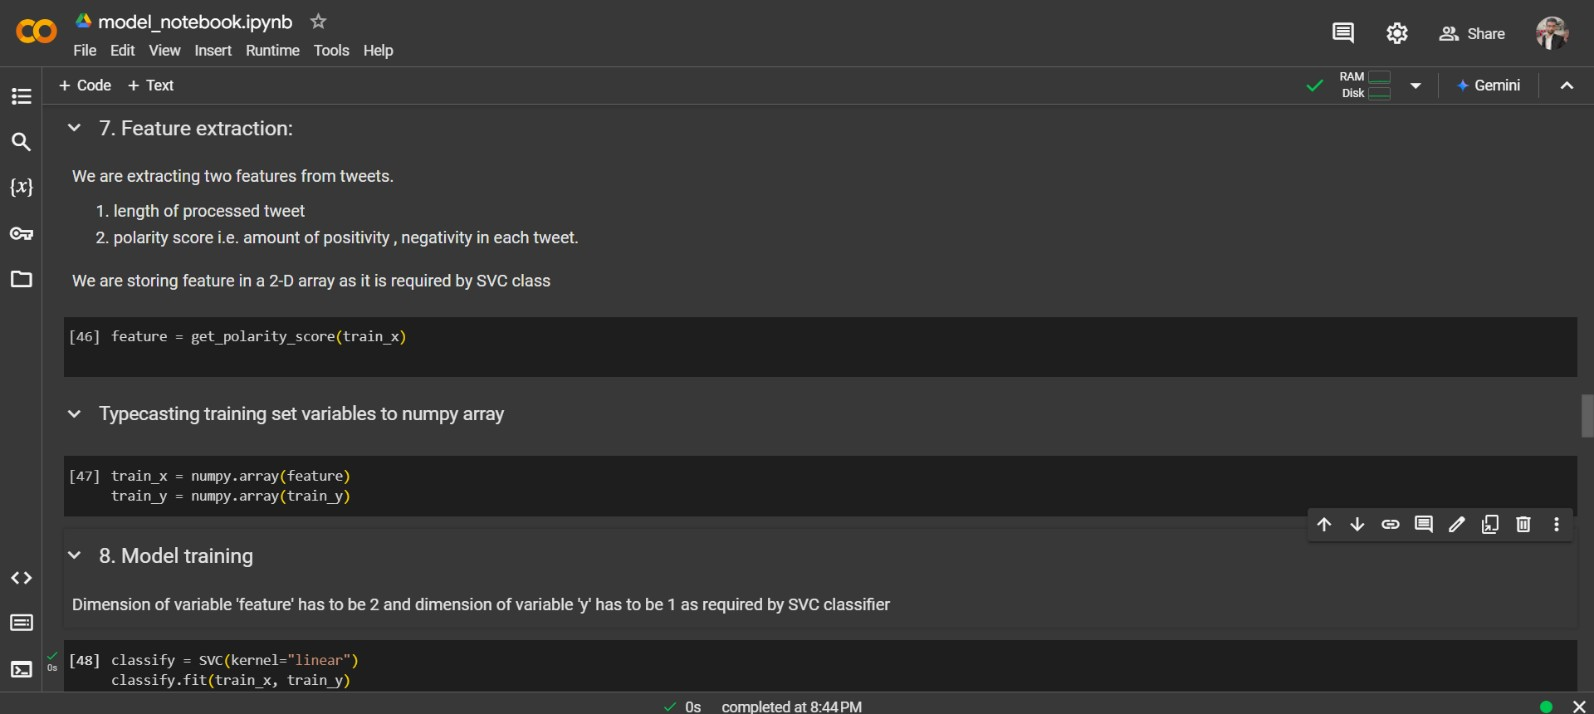 model_notebook.ipynb
File Edit View Insert Runtime Tools Help
Share
+ Code + Text
RAM
Disk
Gemini
7. Feature extraction:
We are extracting two features from tweets.
1. length of processed tweet
2. polarity score i.e. amount of positivity , negativity in each tweet.
We are storing feature in a 2-D array as it is required by SVC class
[46] feature = get_polarity_score(train_x)
Typecasting training set variables to numpy array
[47] train_x = numpy.array(feature)
train_y = numpy.array(train_y)
8. Model training
Dimension of variable 'feature' has to be 2 and dimension of variable 'y' has to be 1 as required by SVC classifier
0s [48] classify = SVC(kernel="linear")
classify.fit(train_x, train_y)
0s completed at 8:44 PM